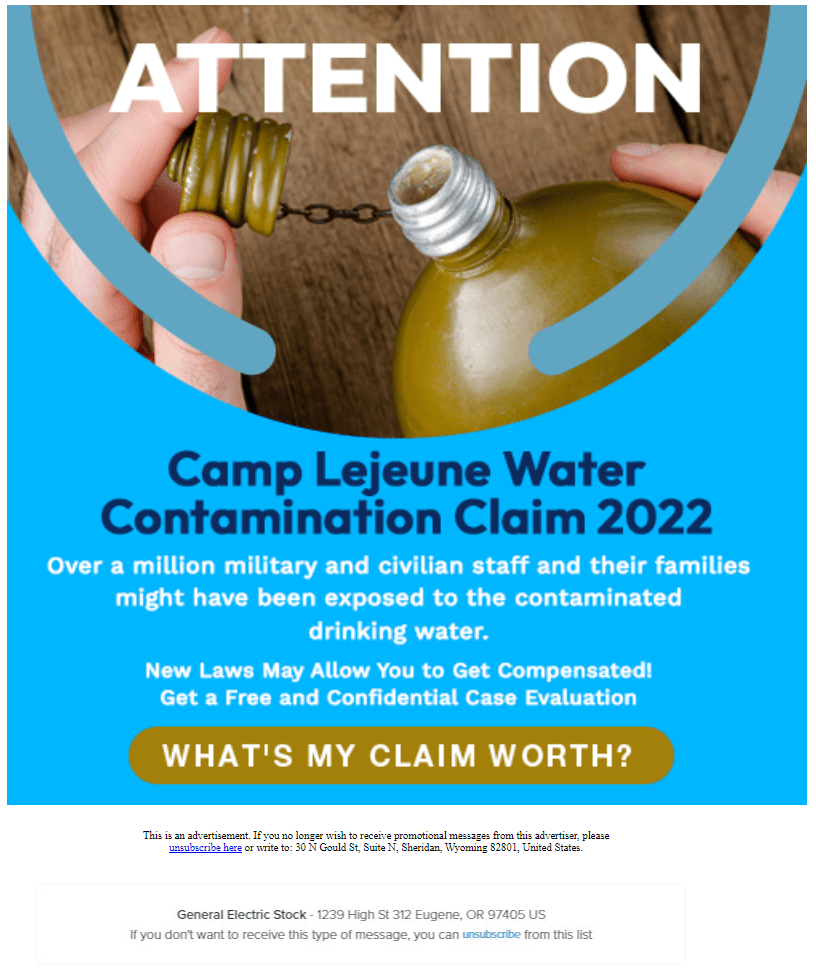 ATTENTION
Camp Lejeune Water
Contamination Claim 2022
Over a million military and civilian staff and their families
might have been exposed to the contaminated
drinking water.
New Laws May Allow You to Get Compensated!
Get a Free and Confidential Case Evaluation
WHAT'S MY CLAIM WORTH?
This is an advertisement. If you no longer wish to receive promotional messages from this advertiser, please
unsubscribe here or write to: 30 N Gould St, Suite N, Sheridan, Wyoming 82801, United States.
General Electric Stock - 1239 High St 312 Eugene, OR 97405 US
If you don't want to receive this type of message, you can unsubscribe from this list